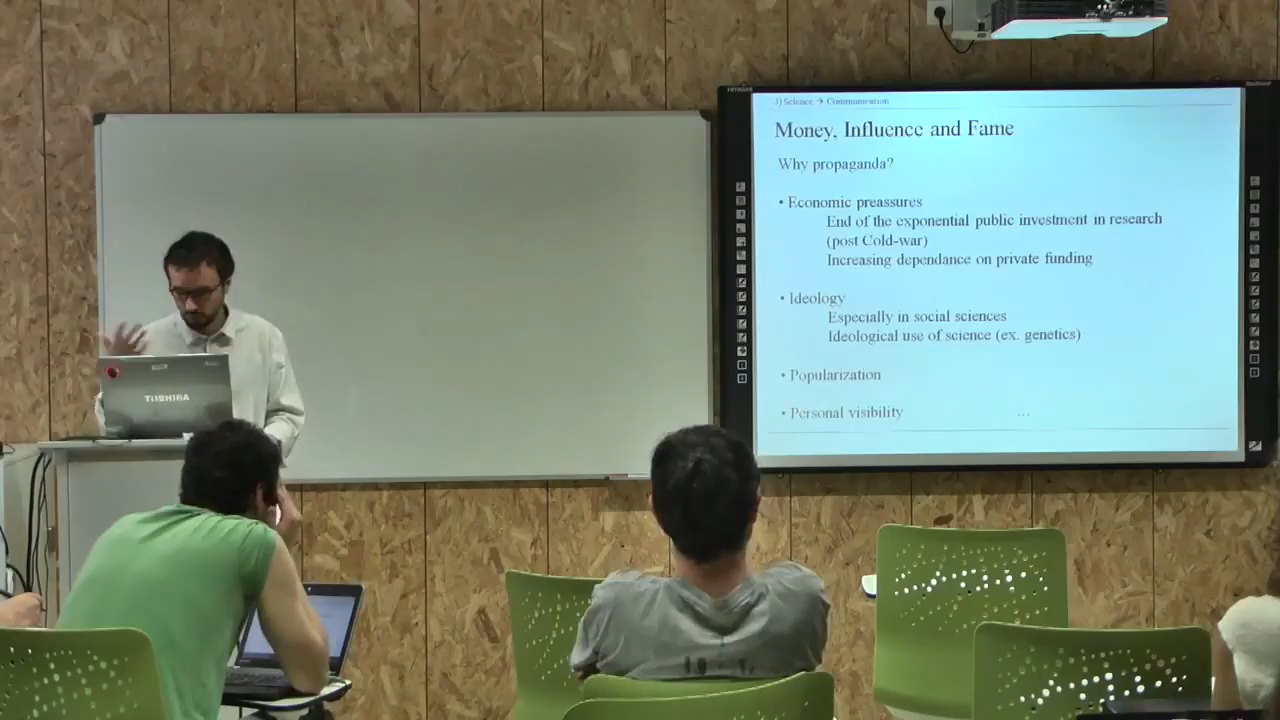 HITACHI
3) Science → Communication
Money, Influence and Fame
Why propaganda?
• Economic preassures
End of the exponential public investment in research
(post Cold-war)
Increasing dependance on private funding
• Ideology
Especially in social sciences
Ideological use of science (ex. genetics)
• Popularization
• Personal visibility ...
TOSHIBA